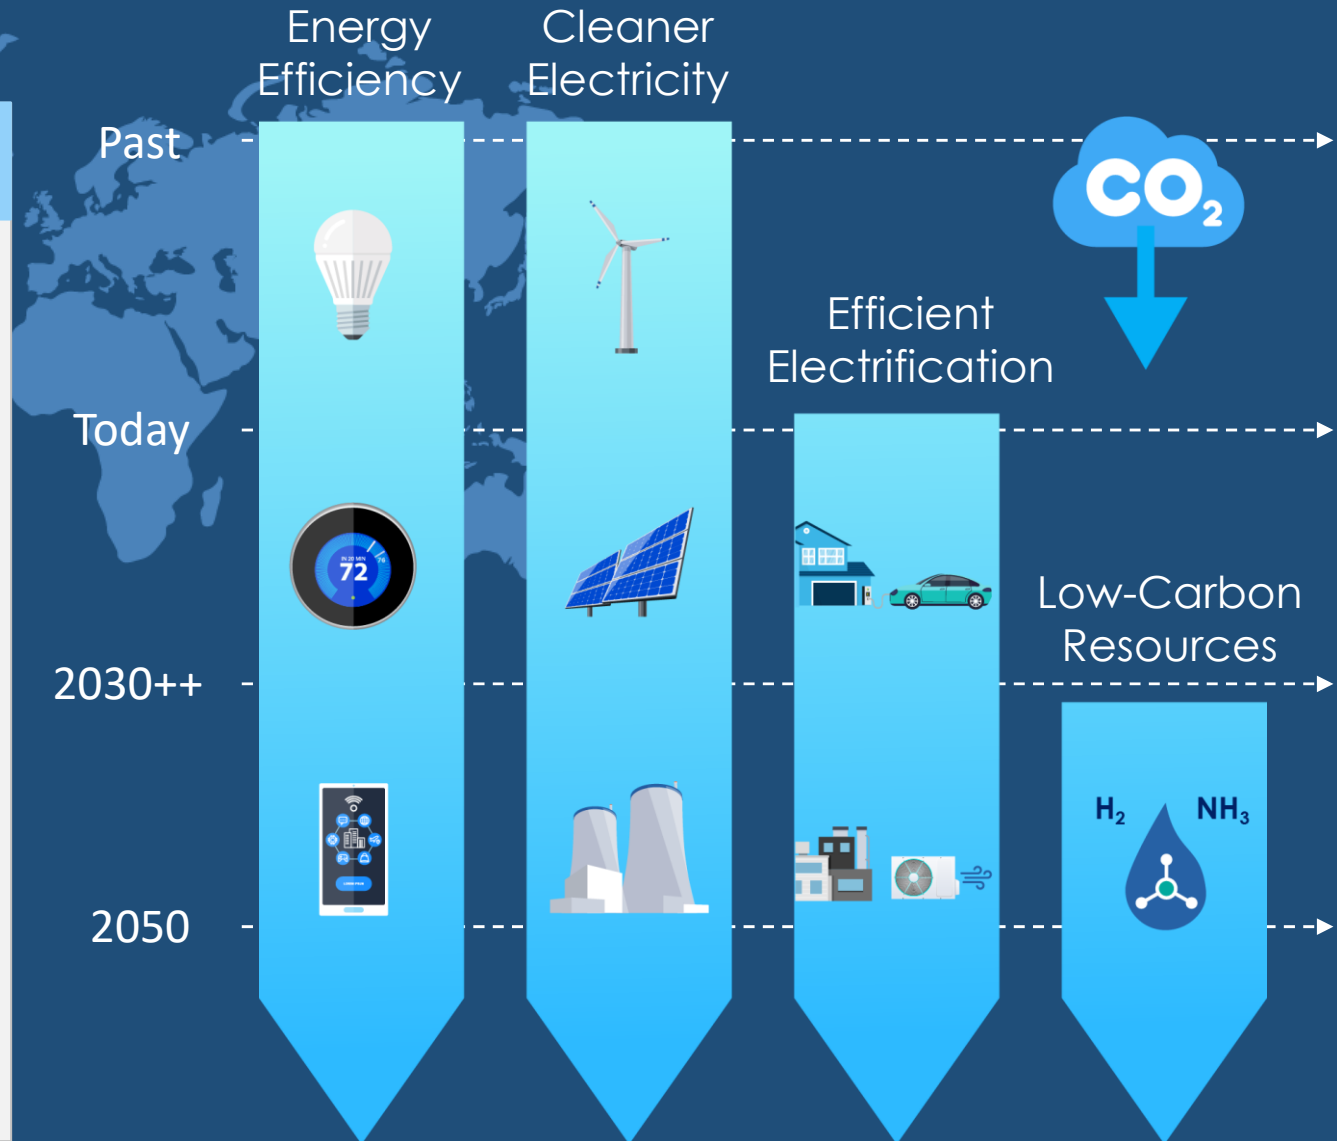 Energy
Efficiency
Cleaner
Electricity
Past
CO2
Efficient
Electrification
Today
72
Low-Carbon
Resources
2030++
H2
NH3
2050